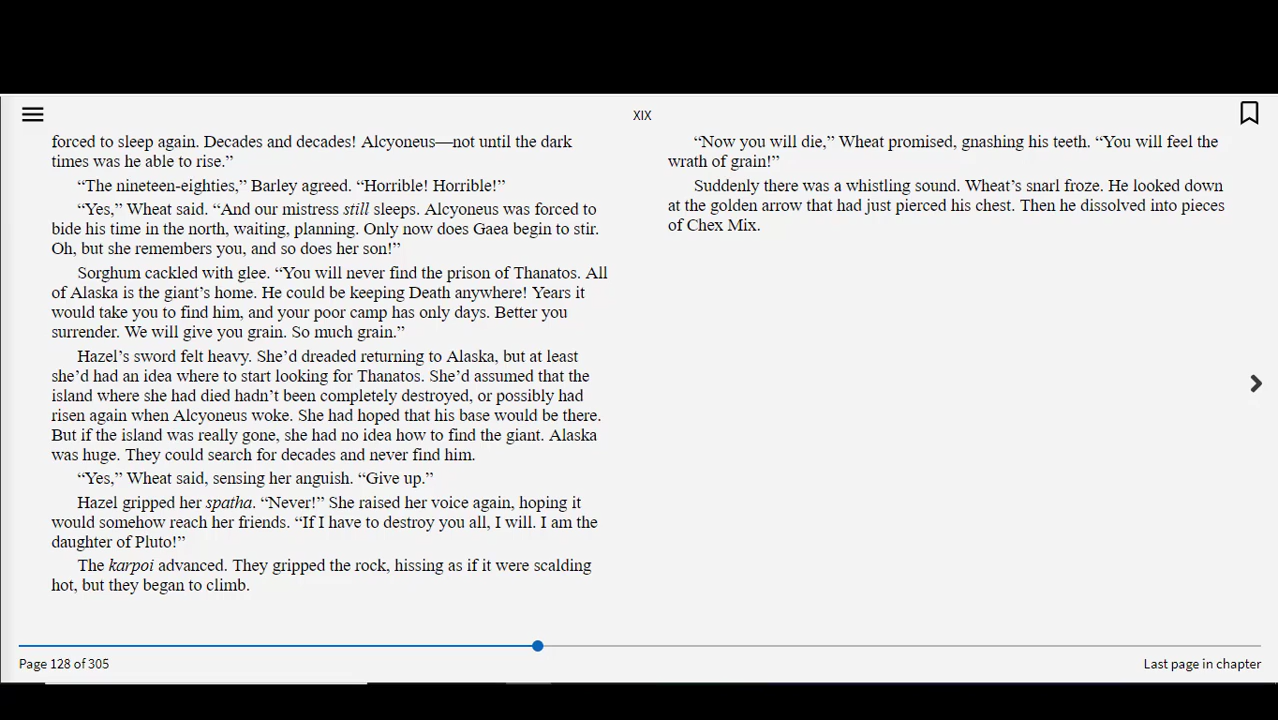 XIX
forced to sleep again. Decades and decades! Alcyoneus—not until the dark
times was he able to rise.”
“The nineteen-eighties,” Barley agreed. “Horrible! Horrible!”
“Yes,” Wheat said. “And our mistress still sleeps. Alcyoneus was forced to
bide his time in the north, waiting, planning. Only now does Gaea begin to stir.
Oh, but she remembers you, and so does her son!”
Sorghum cackled with glee. “You will never find the prison of Thanatos. All
of Alaska is the giant’s home. He could be keeping Death anywhere! Years it
would take you to find him, and your poor camp has only days. Better you
surrender. We will give you grain. So much grain.”
Hazel’s sword felt heavy. She’d dreaded returning to Alaska, but at least
she’d had an idea where to start looking for Thanatos. She’d assumed that the
island where she had died hadn’t been completely destroyed, or possibly had
risen again when Alcyoneus woke. She had hoped that his base would be there.
But if the island was really gone, she had no idea how to find the giant. Alaska
was huge. They could search for decades and never find him.
“Yes,” Wheat said, sensing her anguish. “Give up.”
Hazel gripped her spatha. “Never!” She raised her voice again, hoping it
would somehow reach her friends. “If I have to destroy you all, I will. I am the
daughter of Pluto!”
The karpoi advanced. They gripped the rock, hissing as if it were scalding
hot, but they began to climb.
“Now you will die,” Wheat promised, gnashing his teeth. “You will feel the
wrath of grain!”
Suddenly there was a whistling sound. Wheat’s snarl froze. He looked down
at the golden arrow that had just pierced his chest. Then he dissolved into pieces
of Chex Mix.
Page 128 of 305
Last page in chapter